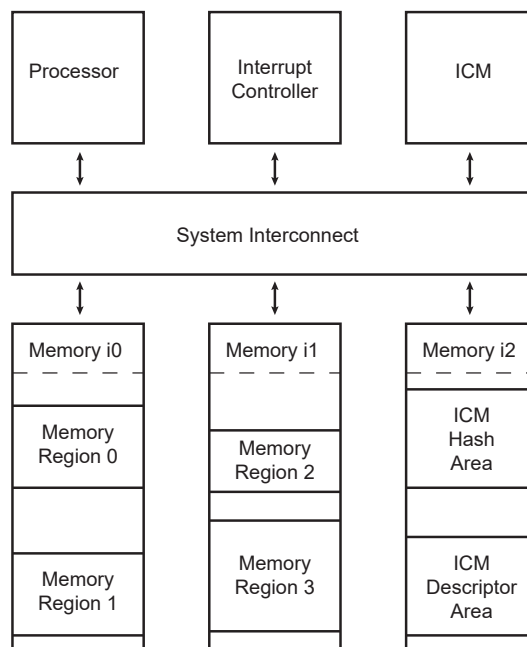 Processor
Interrupt
Controller
ICM
System Interconnect
Memory i0
Memory i1
Memory i2
Memory
Region 0
Memory
Region 2
ICM
Hash
Area
Memory
Region 1
Memory
Region 3
ICM
Descriptor
Area